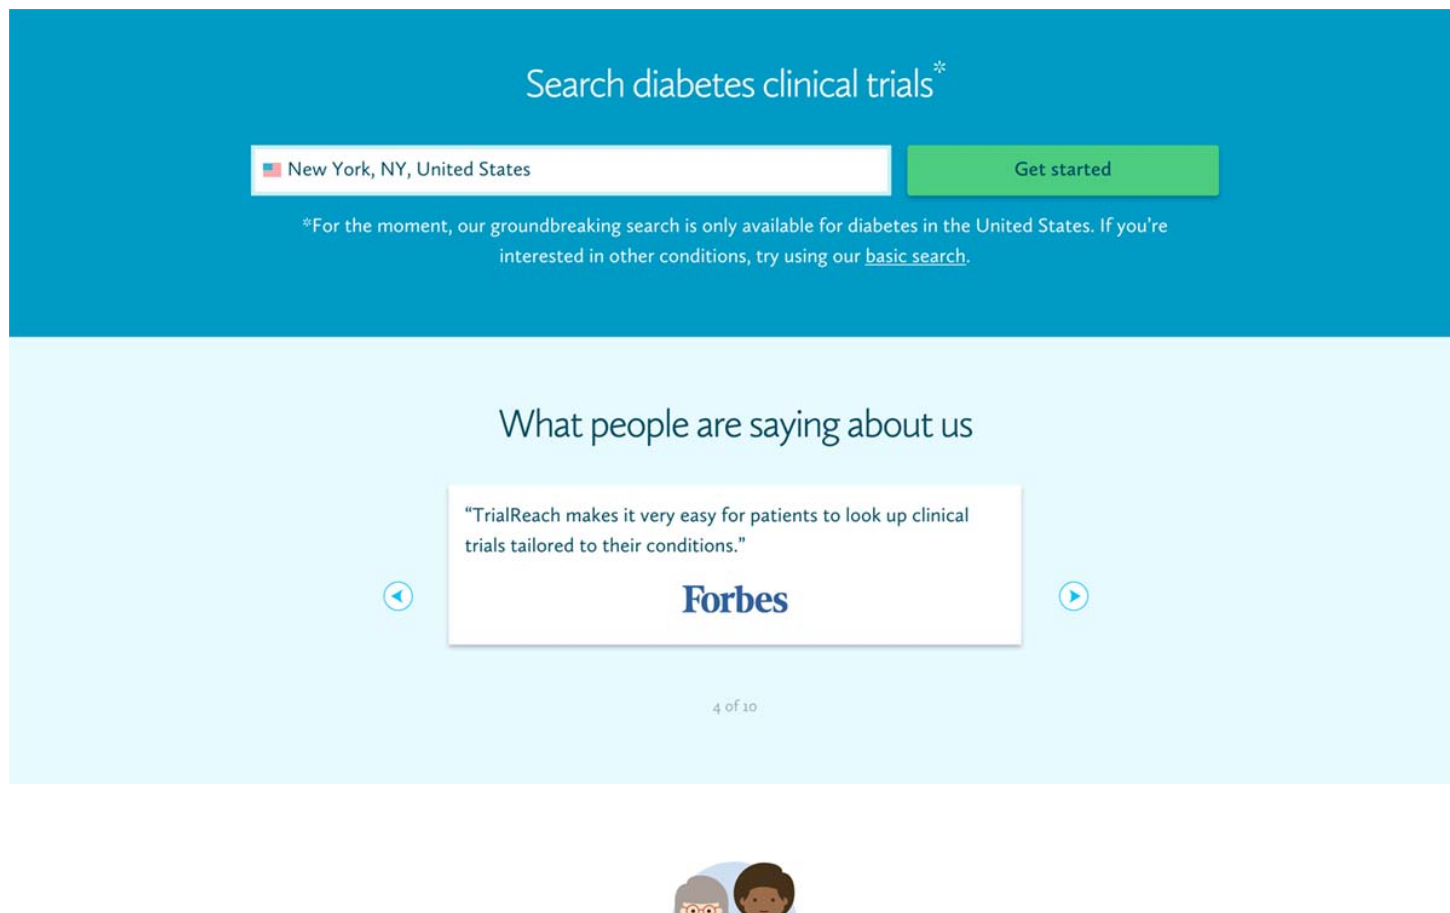 Search diabetes clinical trials*
New York, NY, United States
Get started
*For the moment, our groundbreaking search is only available for diabetes in the United States. If you’re
interested in other conditions, try using our basic search.
What people are saying about us
“TrialReach makes it very easy for patients to look up clinical
trials tailored to their conditions.”
Forbes
4 of 10